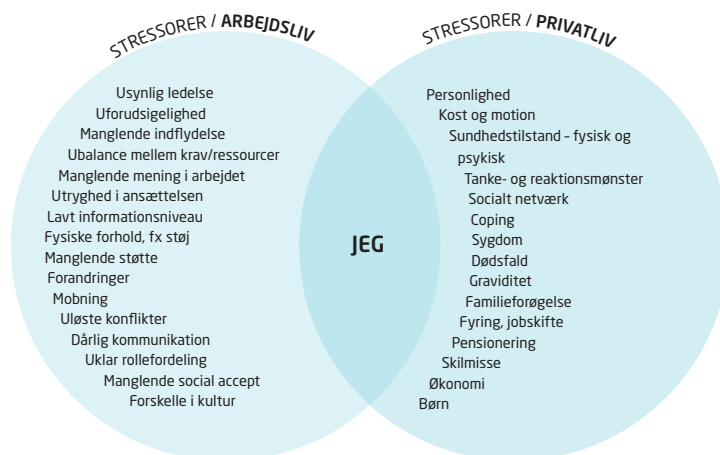 STRESSORER / ARBEJDSLIV
Usynlig ledelse
Uforudsigelighed
Manglende indflydelse
Ubalance mellem krav/ressourcer
Manglende mening i arbejdet
Utryghed i ansættelsen
Lavt informationsniveau
Fysiske forhold, fx støj
Manglende støtte
Forandringer
Mobning
Uløste konflikter
Dårlig kommunikation
Uklar rollefordeling
Manglende social accept
Forskelle i kultur
JEG
STRESSORER / PRIVATLIV
Personlighed
Kost og motion
Sundhedstilstand – fysisk og
psykisk
Tanke- og reaktionsmønster
Socialt netværk
Coping
Sygdom
Dødsfald
Graviditet
Familieforøgelse
Fyring, jobskifte
Pensionering
Skilmisse
Økonomi
Børn